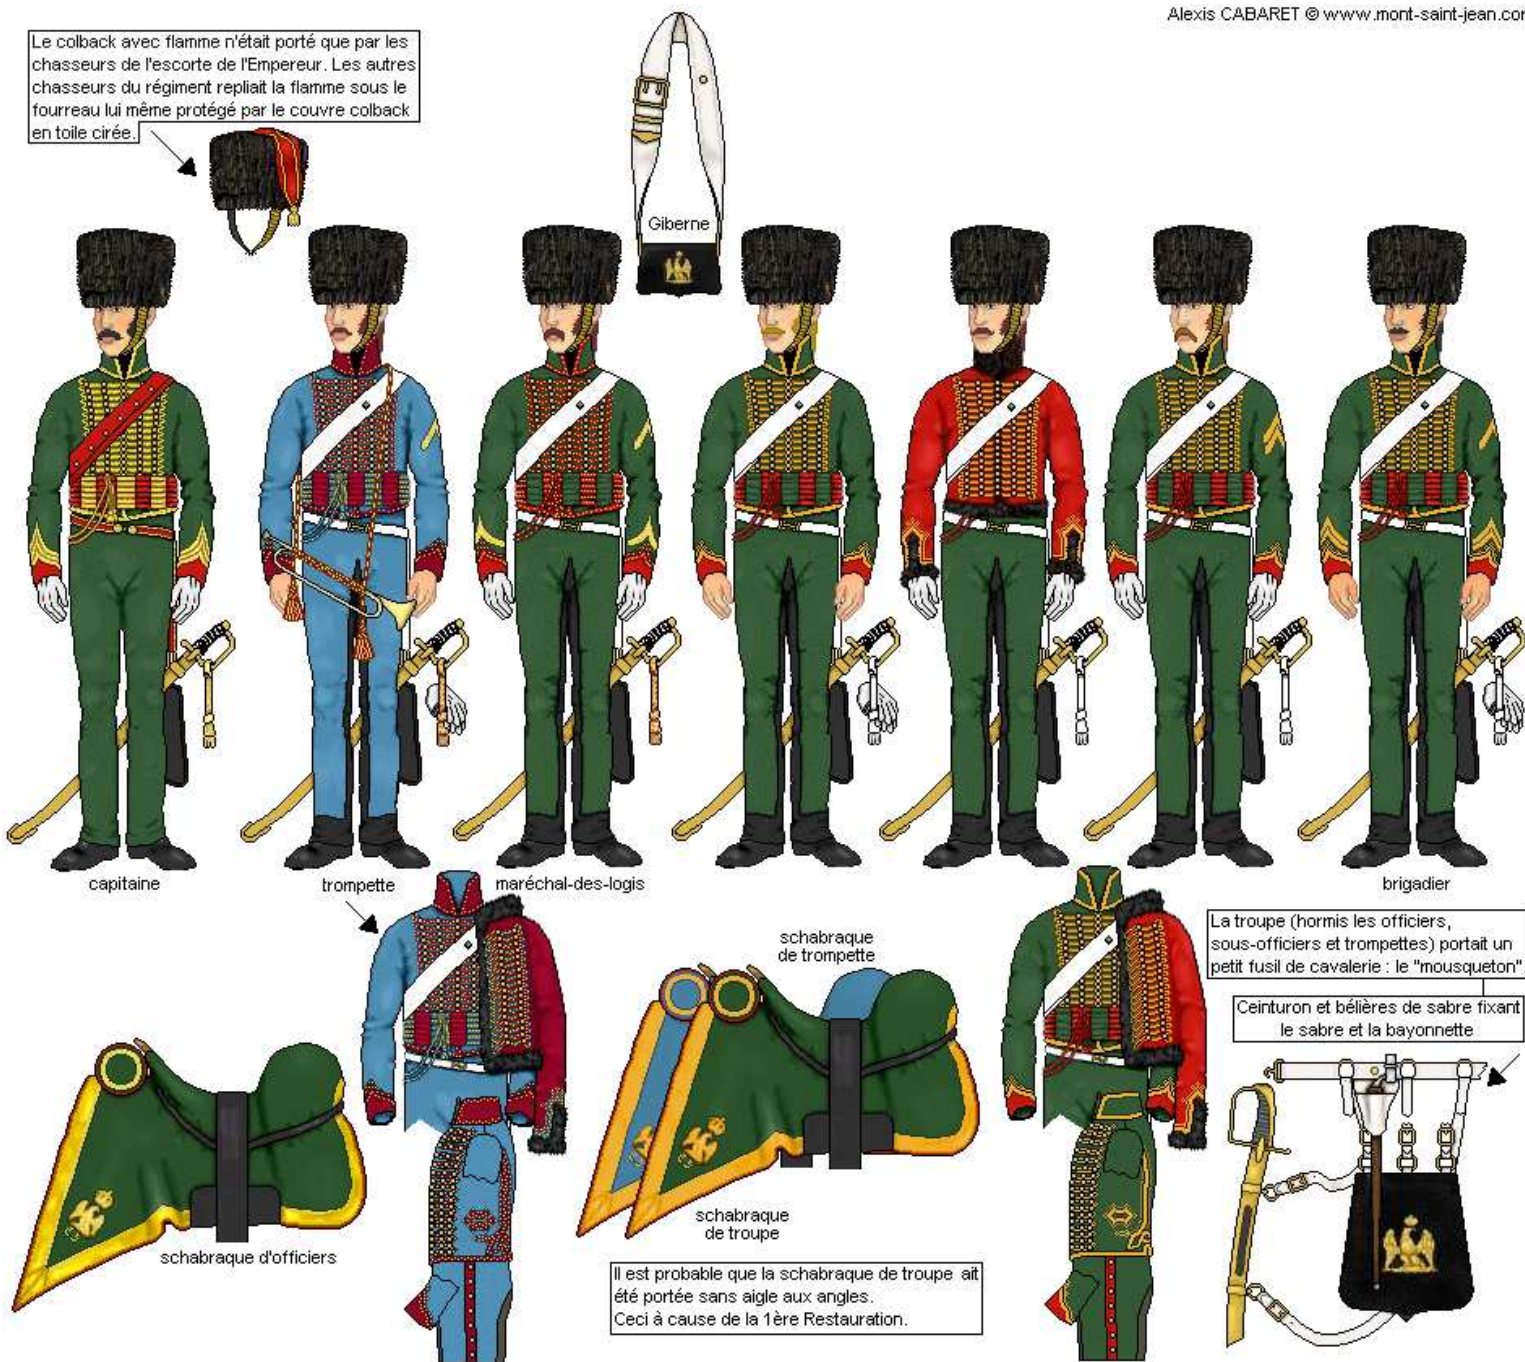 Alexis CABARET © www.mont-saint-jean.com
Le colback avec flamme n'était porté que par les
chasseurs de l'escorte de l'Empereur. Les autres
chasseurs du régiment repliait la flamme sous le
fourreau lui même protégé par le couvre colback
en toile cirée.
Giberne
capitaine
trompette
maréchal-des-logis
brigadier
La troupe (hormis les officiers,
sous-officiers et trompettes) portait un
petit fusil de cavalerie : le "mousqueton".
Ceinturon et bélières de sabre fixant
le sabre et la bayonnette
schabraque
de trompette
schabraque
de troupe
schabraque d'officiers
Il est probable que la schabraque de troupe ait
été portée sans aigle aux angles.
Ceci à cause de la 1ère Restauration.